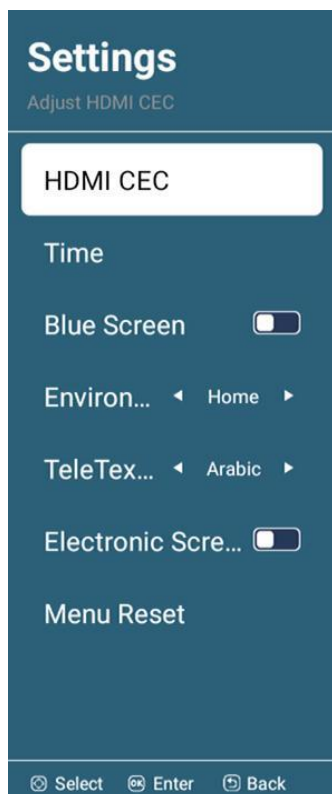 Settings
Adjust HDMI CEC
HDMI CEC
Time
Blue Screen
Environ... Home
TeleTex... Arabic
Electronic Scre...
Menu Reset
Select OK Enter Back